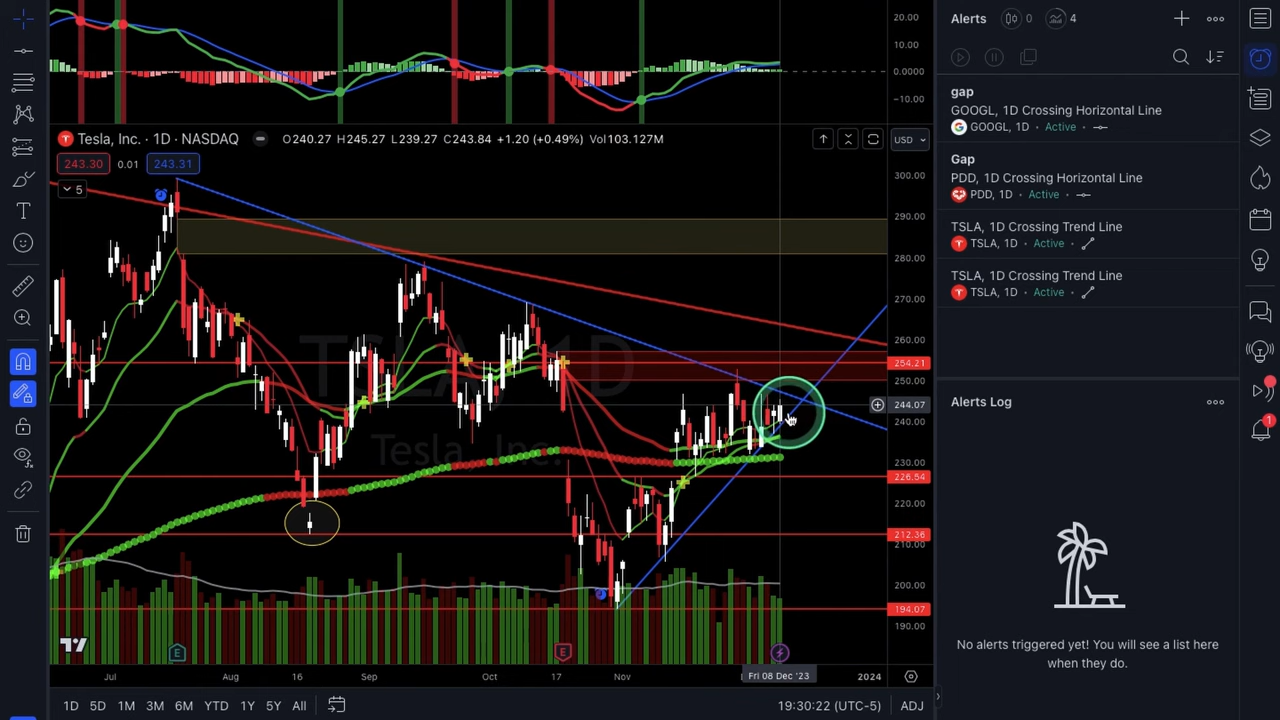 20.00
10.00
0.0000
−10.00
Tesla, Inc. · 1D · NASDAQ
O240.27 H245.27 L239.27 C243.84 +1.20 (+0.49%) Vol103.127M
USD
243.30 0.01 243.31
5
300.00
290.00
280.00
270.00
260.00
254.21
250.00
244.07
240.00
230.00
226.54
220.00
212.36
210.00
200.00
194.07
190.00
TSLA, 1D
Tesla, Inc.
E
E
Jul Aug 16 Sep Oct 17 Nov Fri 08 Dec '23 2024
1D 5D 1M 3M 6M YTD 1Y 5Y All
19:30:22 (UTC-5) ADJ
Alerts 0 4
gap
GOOGL, 1D Crossing Horizontal Line
GOOGL, 1D · Active ·
Gap
PDD, 1D Crossing Horizontal Line
PDD, 1D · Active ·
TSLA, 1D Crossing Trend Line
TSLA, 1D · Active ·
TSLA, 1D Crossing Trend Line
TSLA, 1D · Active ·
Alerts Log
No alerts triggered yet! You will see a list here
when they do.
1